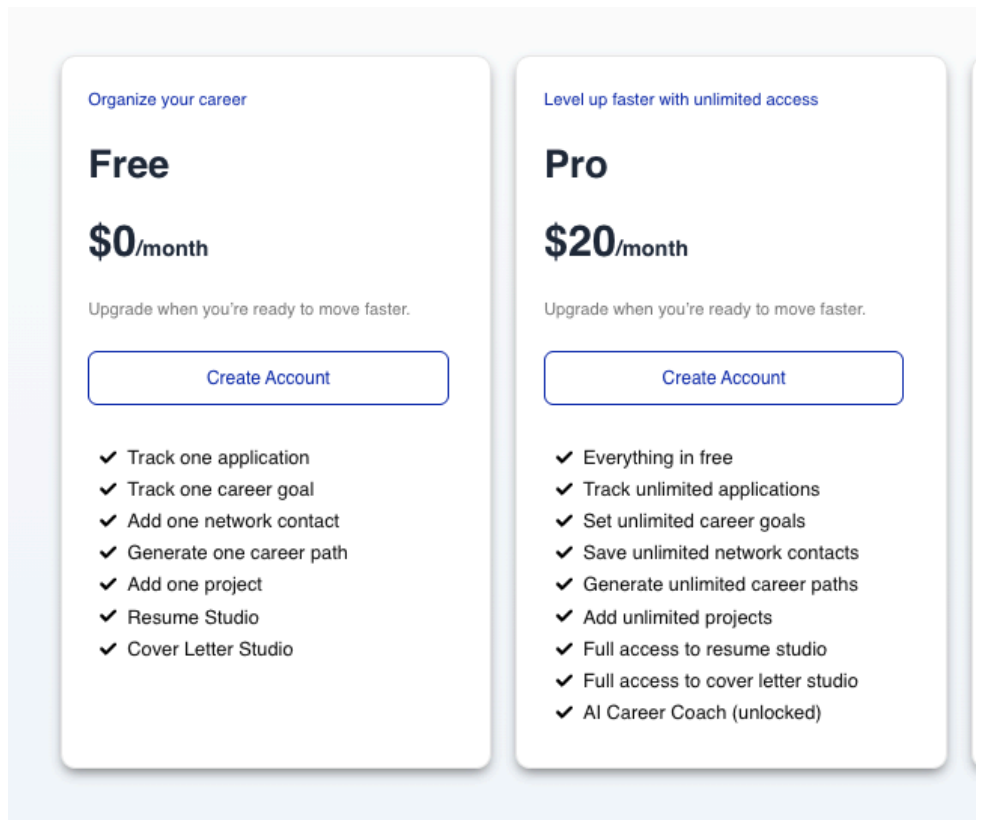 Organize your career
Free
$0/month
Upgrade when you’re ready to move faster.
Create Account
Track one application
Track one career goal
Add one network contact
Generate one career path
Add one project
Resume Studio
Cover Letter Studio
Level up faster with unlimited access
Pro
$20/month
Upgrade when you’re ready to move faster.
Create Account
Everything in free
Track unlimited applications
Set unlimited career goals
Save unlimited network contacts
Generate unlimited career paths
Add unlimited projects
Full access to resume studio
Full access to cover letter studio
AI Career Coach (unlocked)